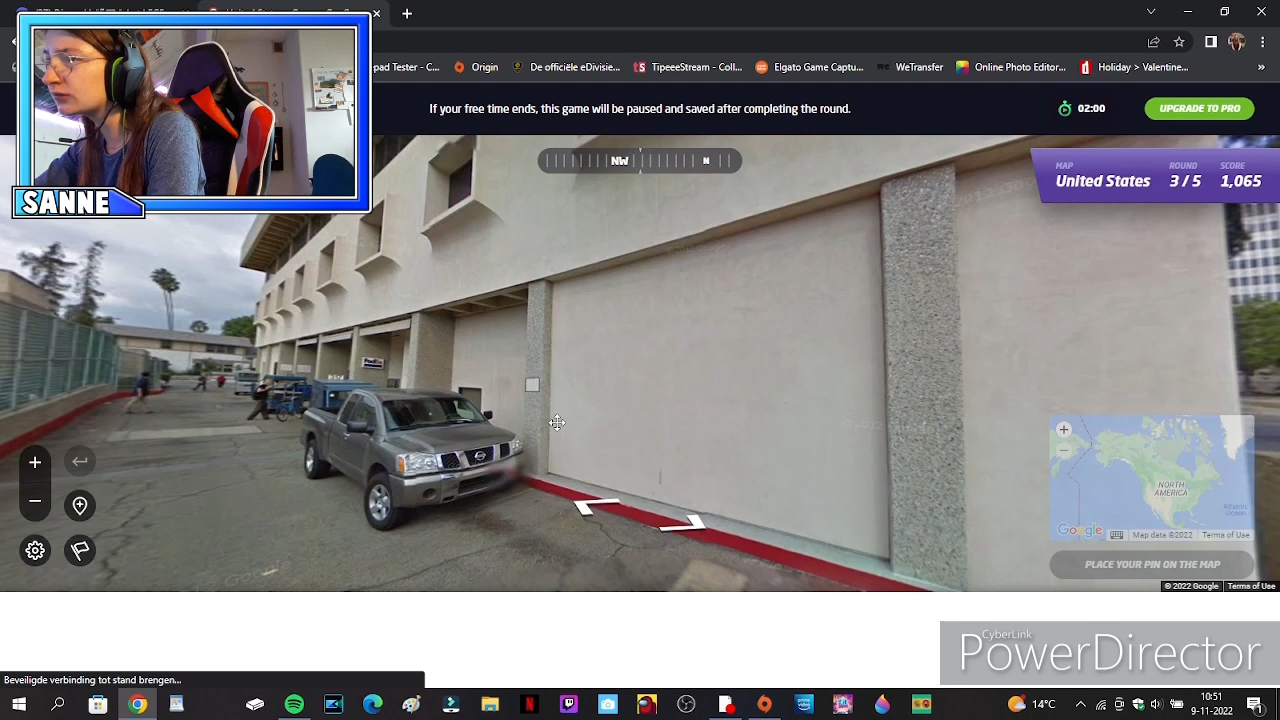 pad Tester - C...
Origin
De officiële eDivisie...
TipeeeStream - Coll...
Elgato Game Captu...
WeTransfer
Online Photo Editor...
Holiday > Valentine...
»
If your free time ends, this game will be paused and saved after completing the round.
02:00
UPGRADE TO PRO
SANNE
NW
N
MAP
United States
ROUND
3 / 5
SCORE
1,065
FedEx
NORTH
AMERICA
Atlantic
Ocean
Google
Map data ©2022
Terms of Use
PLACE YOUR PIN ON THE MAP
© 2022 Google
Terms of Use
CyberLink
PowerDirector
Beveiligde verbinding tot stand brengen...
14°C
10:51
9-11-2022